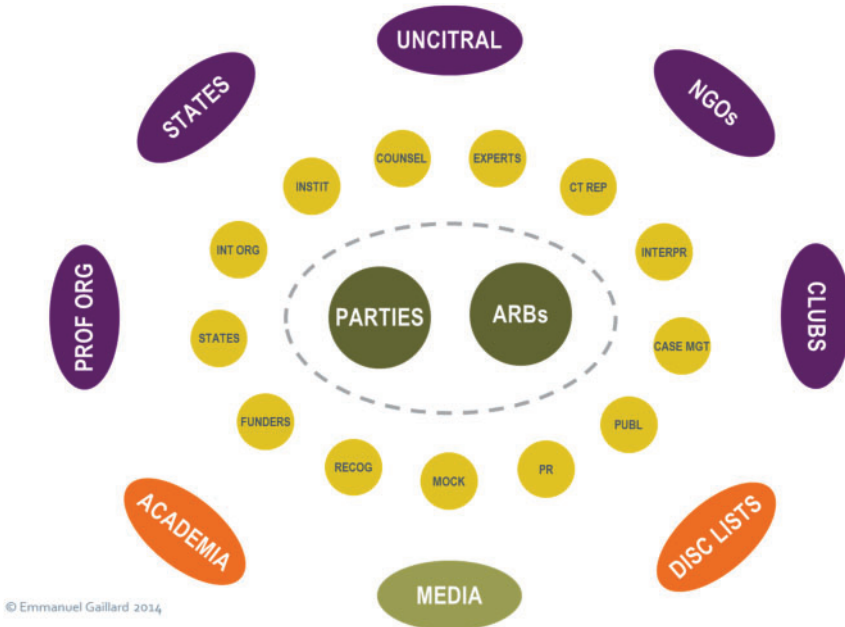 UNCITRAL
STATES
NGOs
COUNSEL
EXPERTS
INSTIT
CT REP
INT ORG
INTERPR
PROF ORG
PARTIES
ARBs
CLUBS
STATES
CASE MGT
FUNDERS
PUBL
RECOG
MOCK
PR
ACADEMIA
DISC LISTS
MEDIA
© Emmanuel Gaillard 2014